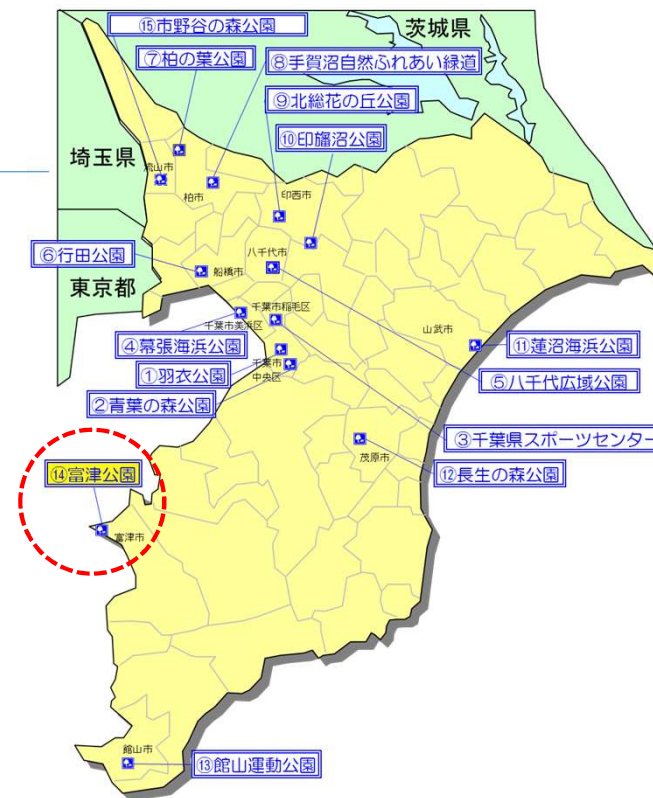 ⑮市野谷の森公園
茨城県
⑦柏の葉公園
⑧手賀沼自然ふれあい緑道
⑨北総花の丘公園
⑩印旛沼公園
埼玉県
流山市
柏市
印西市
⑥行田公園
船橋市
八千代市
東京都
千葉市稲毛区
千葉市美浜区
山武市
④幕張海浜公園
⑪蓮沼海浜公園
①羽衣公園
千葉市
中央区
⑤八千代広域公園
②青葉の森公園
③千葉県スポーツセンター
茂原市
⑭富津公園
⑫長生の森公園
富津市
館山市
⑬館山運動公園